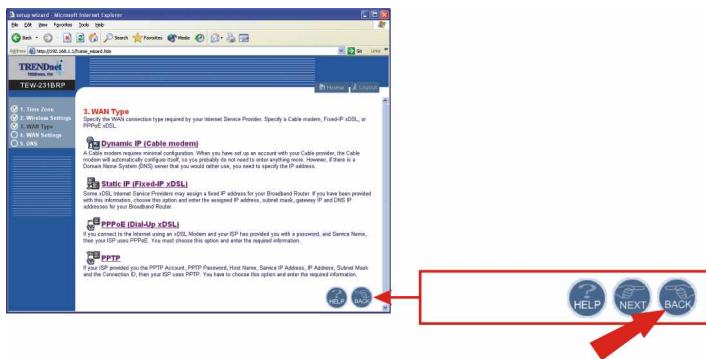 setup wizard - Microsoft Internet Explorer
File Edit View Favorites Tools Help
Back Search Favorites Media
Address http://192.168.1.1/frame_wizard.htm Go Links
TRENDnet
TRENDware, USA
TEW-231BRP
Home Logout
1. Time Zone
2. Wireless Settings
3. WAN Type
4. WAN Settings
5. DNS
3. WAN Type
Specify the WAN connection type required by your Internet Service Provider. Specify a Cable modem, Fixed-IP xDSL, or
PPPoE xDSL.
Dynamic IP (Cable modem)
A Cable modem requires minimal configuration. When you have set up an account with your Cable provider, the Cable
modem will automatically configure itself, so you probably do not need to enter anything more. However, if there is a
Domain Name System (DNS) server that you would rather use, you need to specify the IP address.
Static IP (Fixed-IP xDSL)
Some xDSL Internet Service Providers may assign a fixed IP address for your Broadband Router. If you have been provided
with this information, choose this option and enter the assigned IP address, subnet mask, gateway IP and DNS IP
addresses for your Broadband Router.
PPPoE (Dial-Up xDSL)
If you connect to the Internet using an xDSL Modem and your ISP has provided you with a password, and Service Name,
then your ISP uses PPPoE. You must choose this option and enter the required information.
PPTP
If your ISP provided you the PPTP Account, PPTP Password, Host Name, Service IP Address, IP Address, Subnet Mask
and the Connection ID, then your ISP uses PPTP. You have to choose this option and enter the required information.
HELP BACK
HELP NEXT BACK